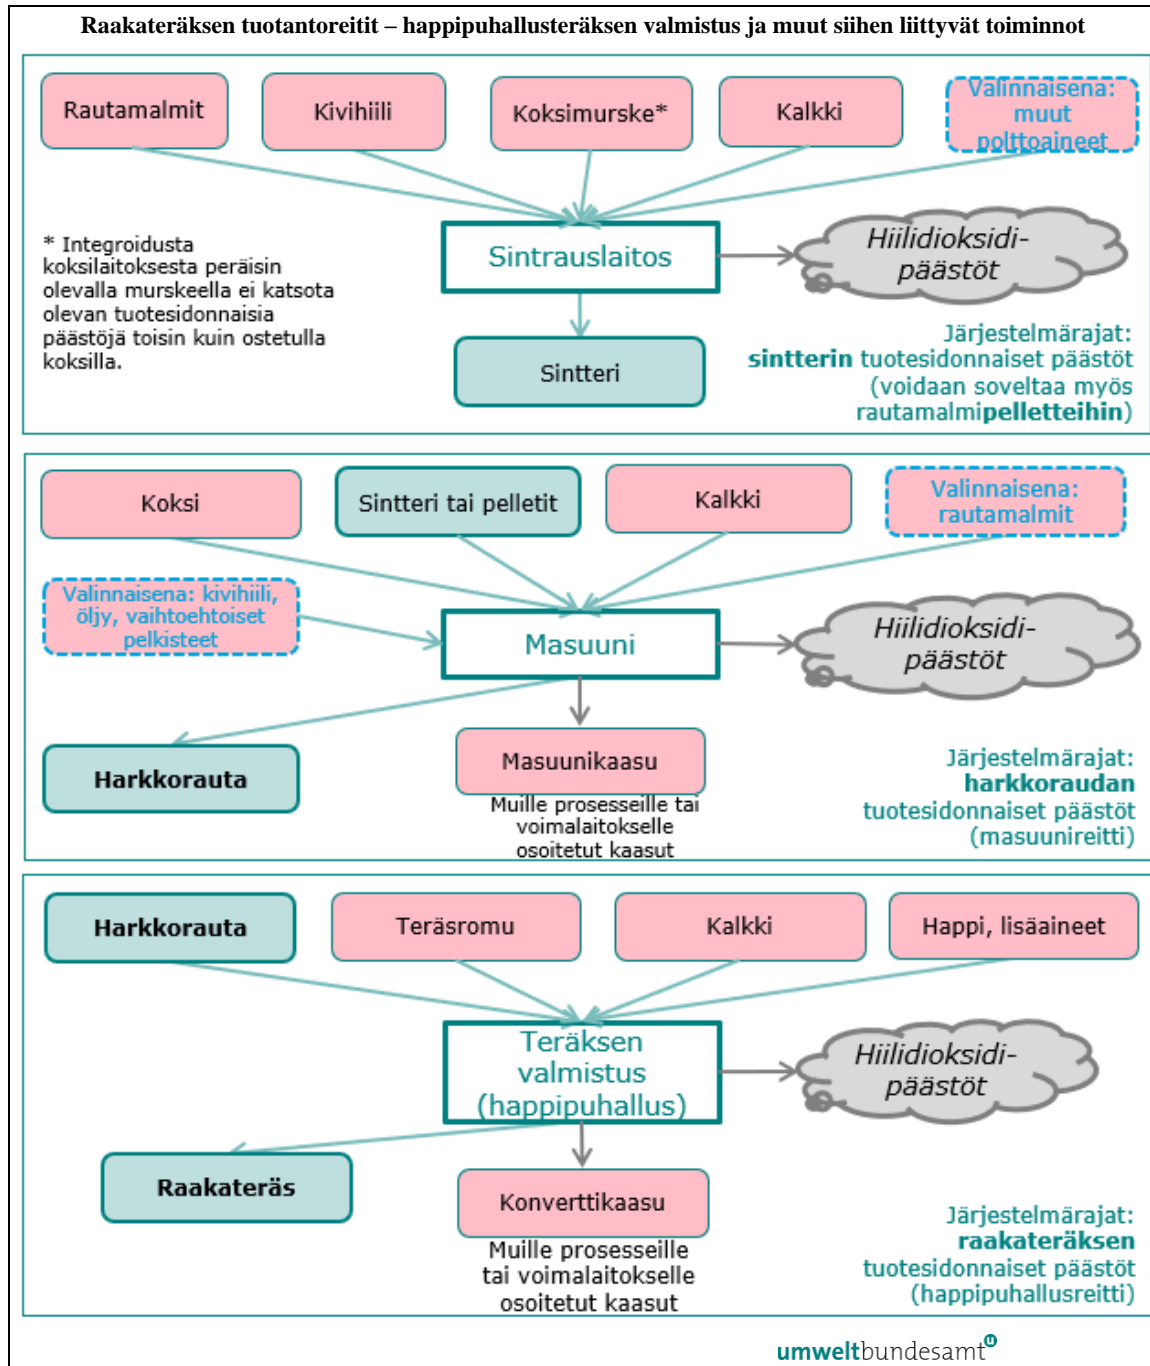 Raakateräksen tuotantoreitit – happipuhallusteräksen valmistus ja muut siihen liittyvät toiminnot
Rautamalmit
Kivihiili
Koksimurske*
Kalkki
Valinnaisena:
muut
polttoaineet
* Integroidusta
koksilaitoksesta peräisin
olevalla murskeella ei katsota
olevan tuotesidonnaisia
päästöjä toisin kuin ostetulla
koksilla.
Sintrauslaitos
Hiilidioksidi-
päästöt
Sintteri
Järjestelmärajat:
sintterin tuotesidonnaiset päästöt
(voidaan soveltaa myös
rautamalmipelletteihin)
Koksi
Sintteri tai pelletit
Kalkki
Valinnaisena:
rautamalmit
Valinnaisena: kivihiili,
öljy, vaihtoehtoiset
pelkisteet
Masuuni
Hiilidioksidi-
päästöt
Harkkorauta
Masuunikaasu
Muille prosesseille tai
voimalaitokselle
osoitetut kaasut
Järjestelmärajat:
harkkoraudan
tuotesidonnaiset päästöt
(masuunireitti)
Harkkorauta
Teräsromu
Kalkki
Happi, lisäaineet
Teräksen
valmistus
(happipuhallus)
Hiilidioksidi-
päästöt
Raakateräs
Konverttikaasu
Muille prosesseille
tai voimalaitokselle
osoitetut kaasut
Järjestelmärajat:
raakateräksen
tuotesidonnaiset päästöt
(happipuhallusreitti)
umweltbundesamt